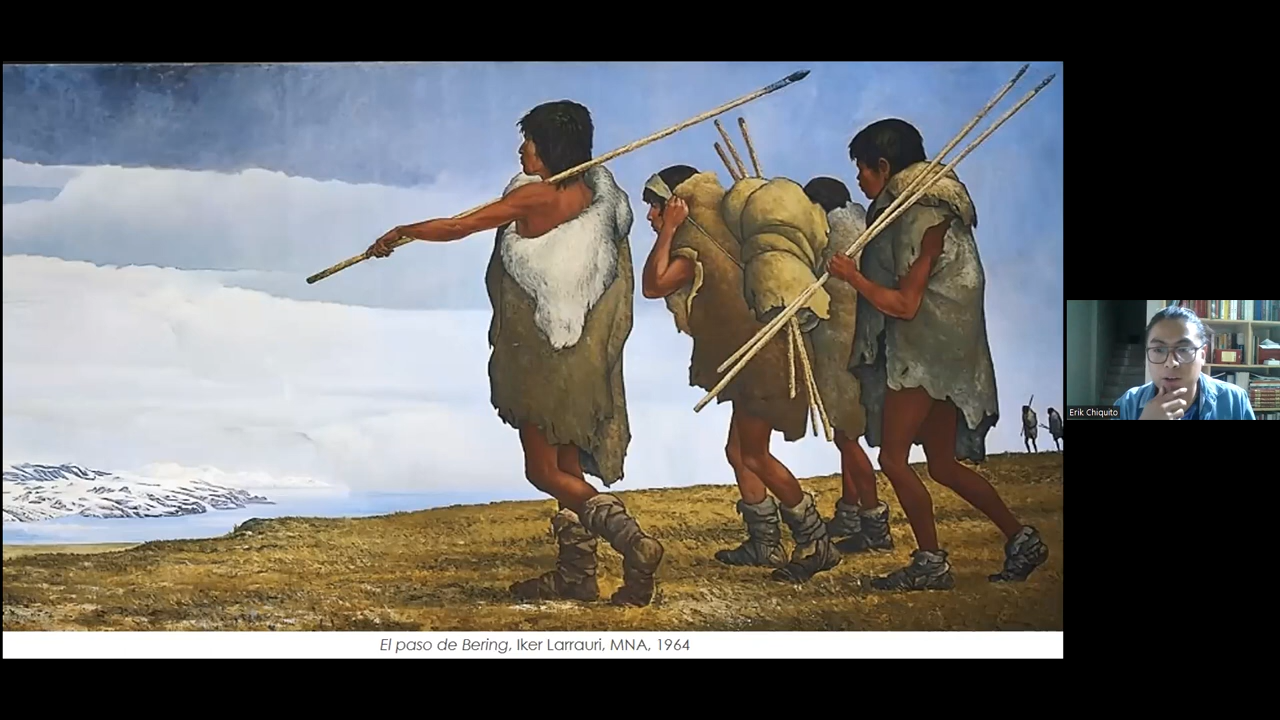 El paso de Bering, Iker Larrauri, MNA, 1964
Erik Chiquito